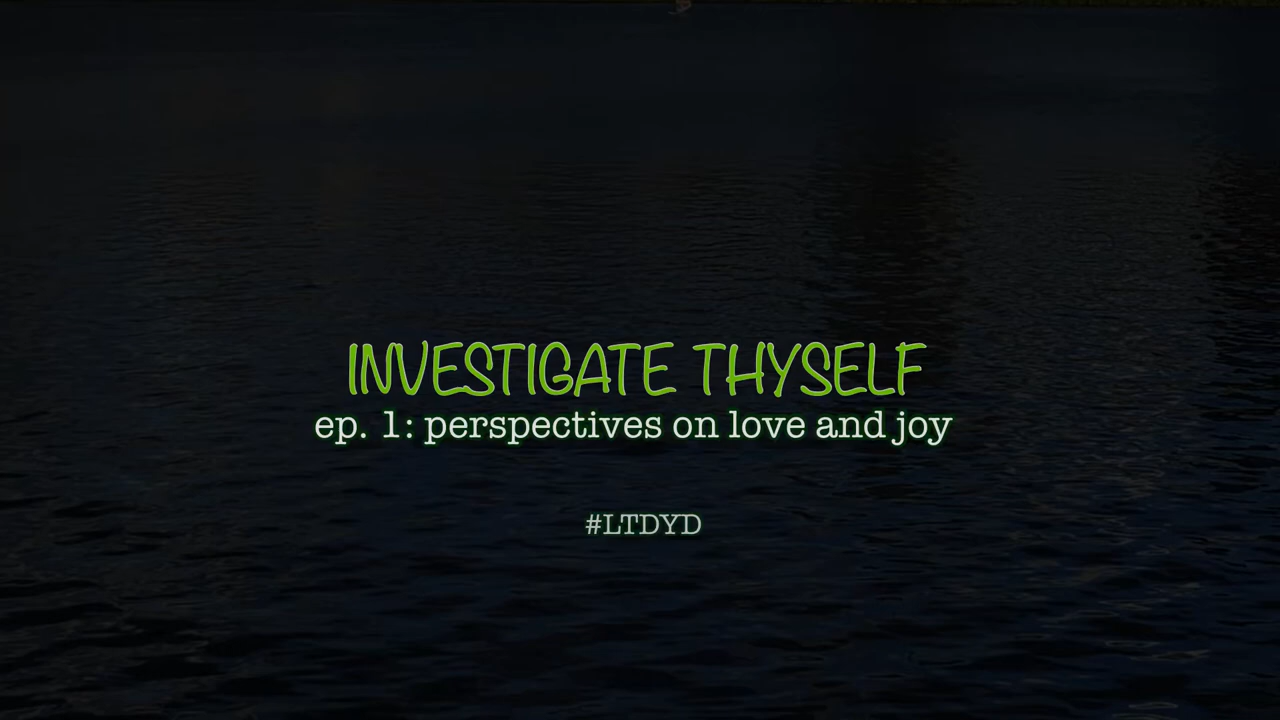 INVESTIGATE THYSELF
ep. 1: perspectives on love and joy
#LTDYD